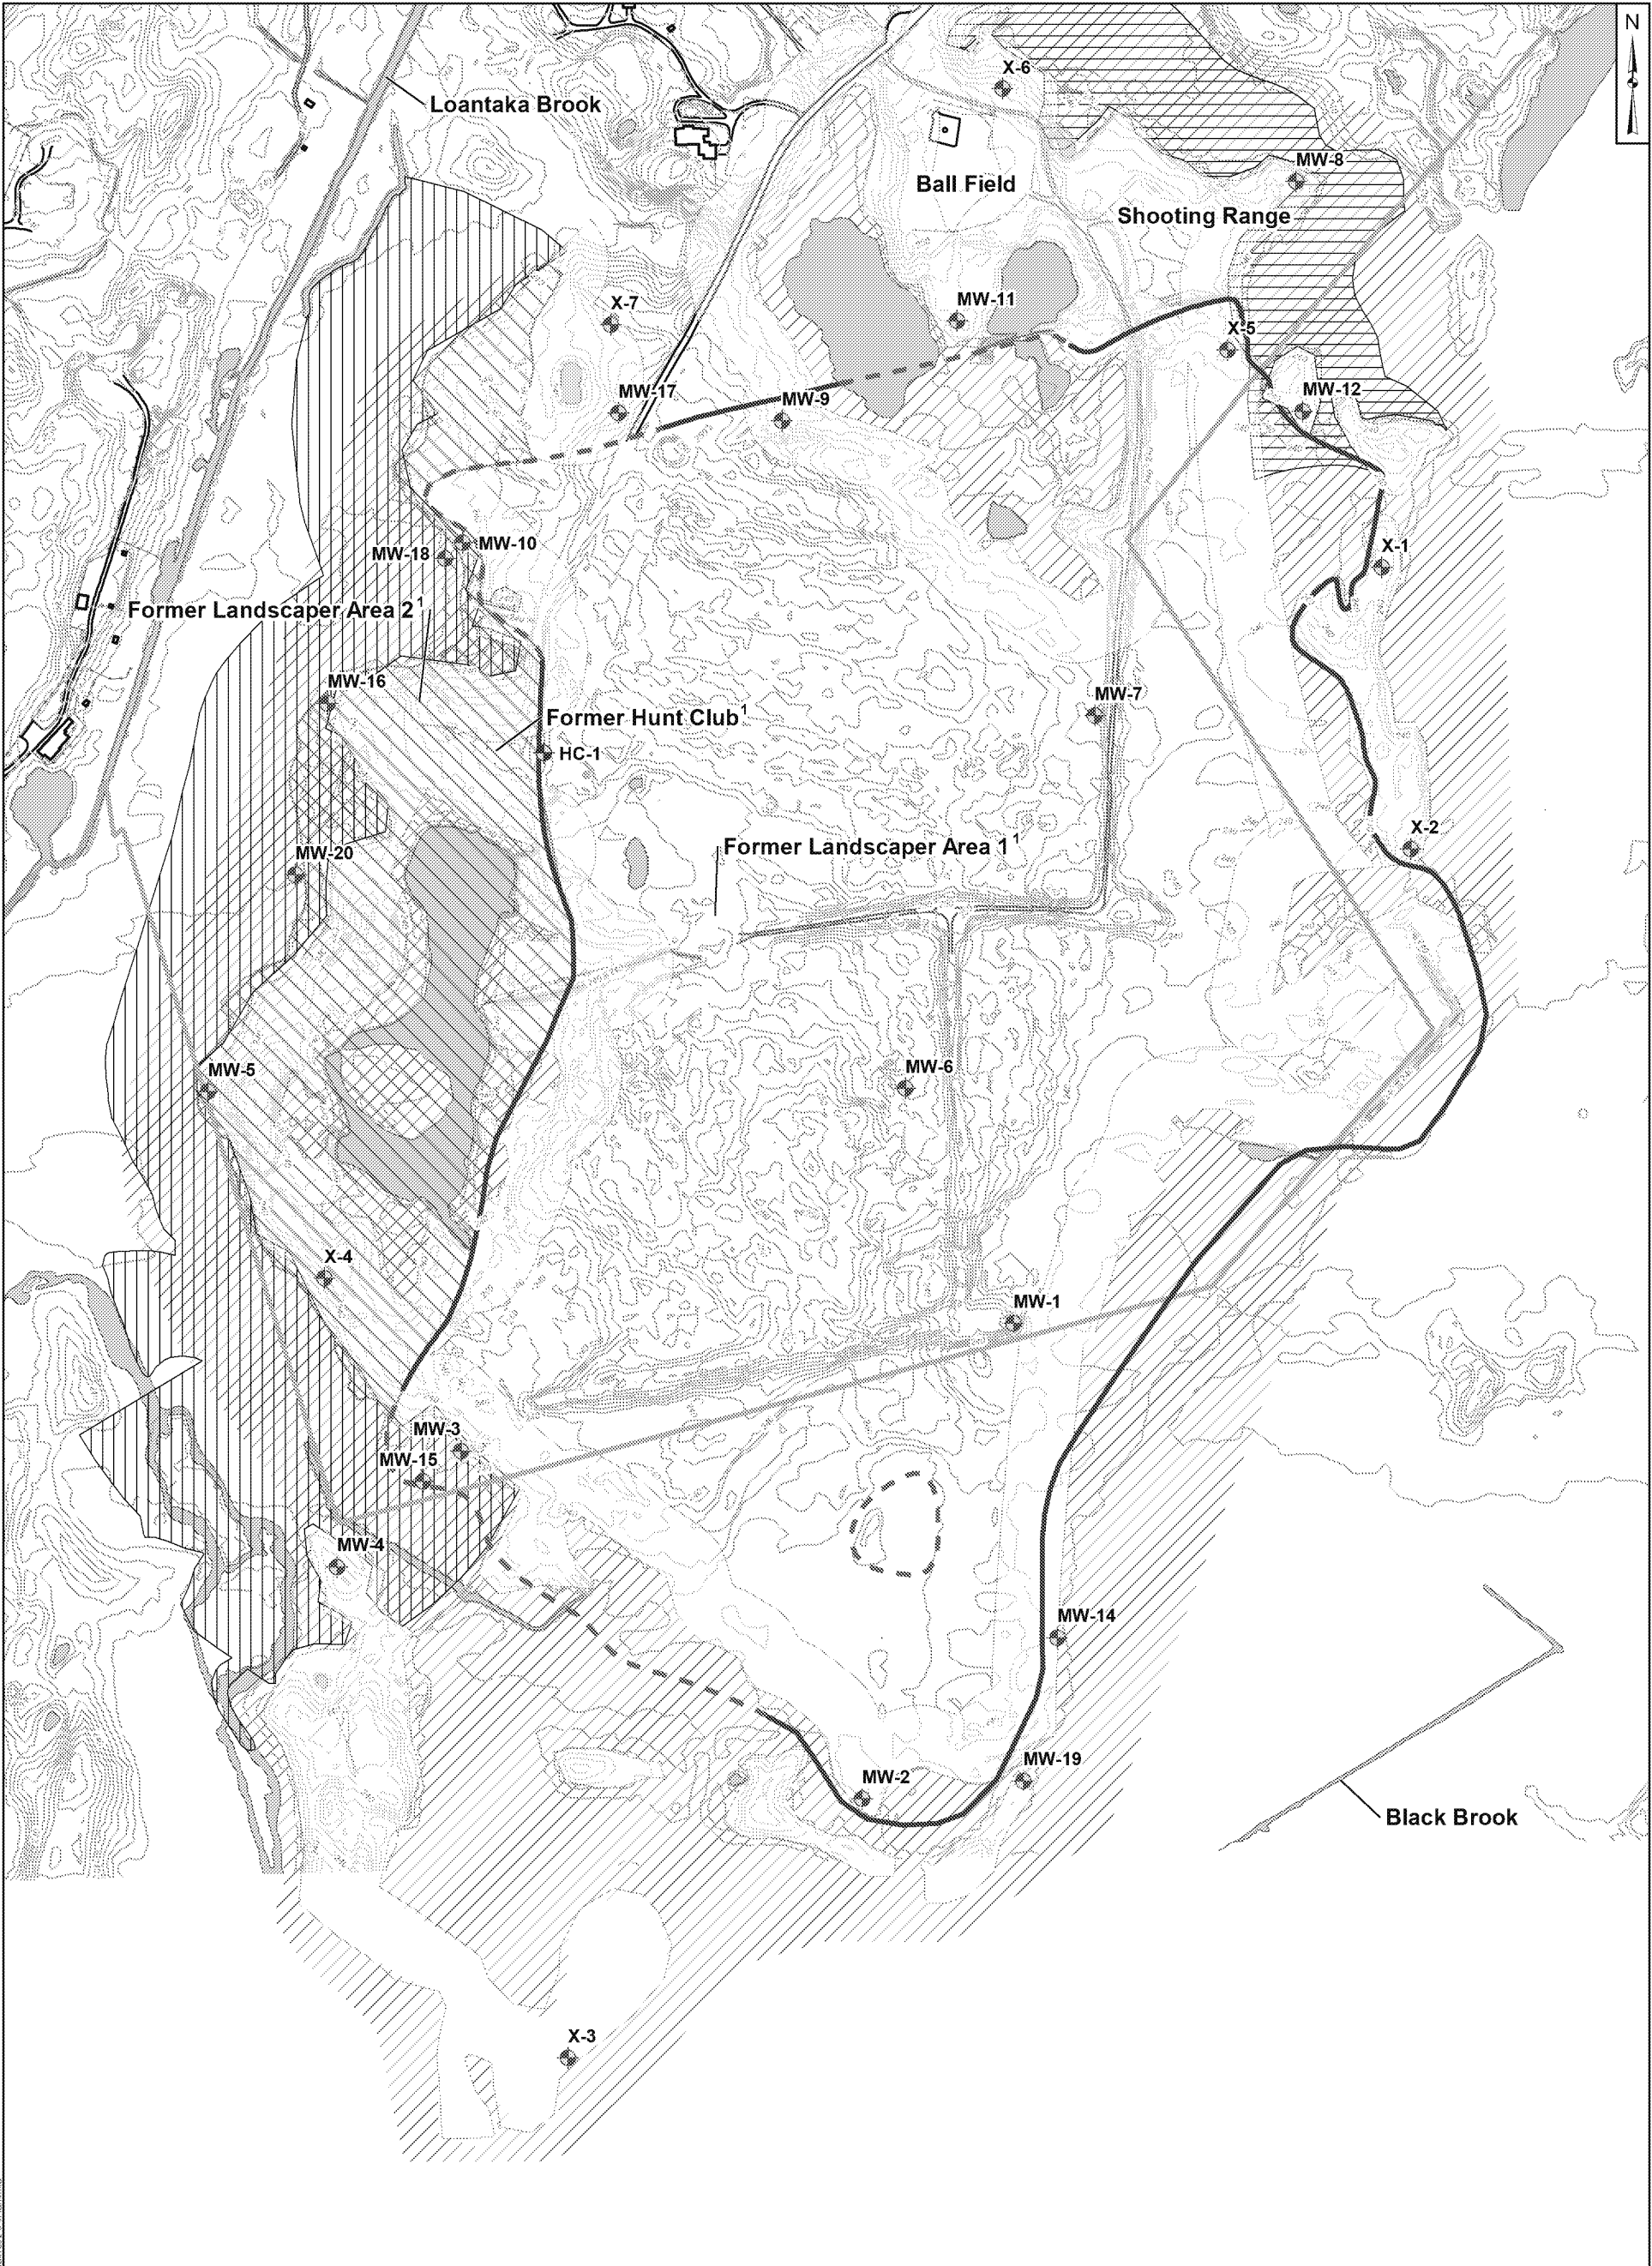 N
X-6
Loantaka Brook
MW-8
Ball Field
Shooting Range
X-7
MW-11
X-5
MW-17
MW-9
MW-12
MW-18
MW-10
X-1
Former Landscaper Area 2¹
MW-16
MW-7
Former Hunt Club¹
HC-1
X-2
Former Landscaper Area 1¹
MW-20
MW-6
MW-5
X-4
MW-1
MW-3
MW-15
MW-4
MW-14
MW-19
MW-2
Black Brook
X-3